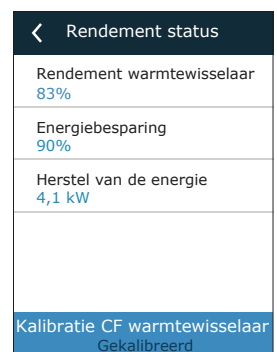 Rendement status
Rendement warmtewisselaar
83%
Energiebesparing
90%
Herstel van de energie
4,1 kW
Kalibratie CF warmtewisselaar
Gekalibreerd